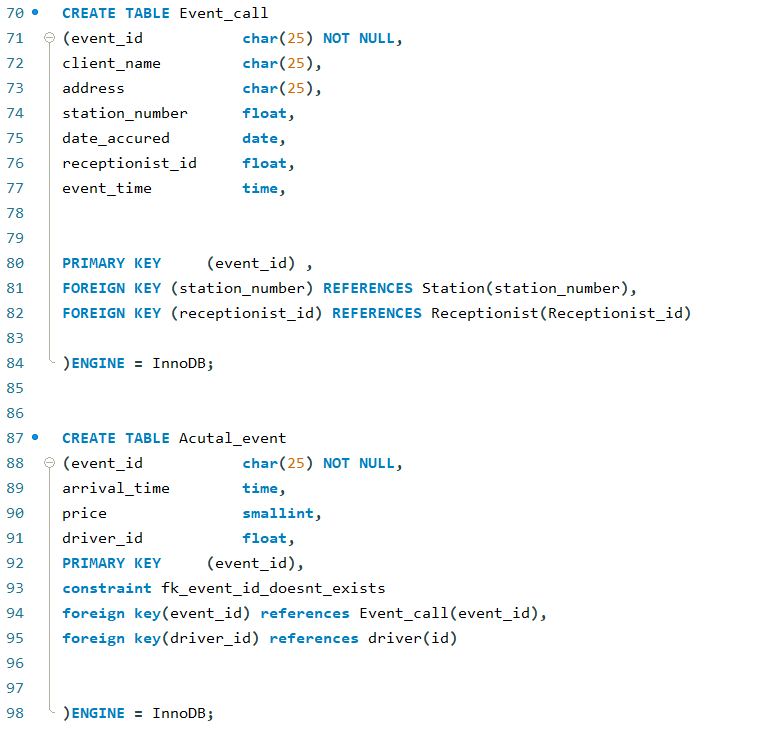 70 CREATE TABLE Event_call
71 (event_id char(25) NOT NULL,
72 client_name char(25),
73 address char(25),
74 station_number float,
75 date_accured date,
76 receptionist_id float,
77 event_time time,
78
79
80 PRIMARY KEY (event_id) ,
81 FOREIGN KEY (station_number) REFERENCES Station(station_number),
82 FOREIGN KEY (receptionist_id) REFERENCES Receptionist(Receptionist_id)
83
84 )ENGINE = InnoDB;
85
86
87 CREATE TABLE Acutal_event
88 (event_id char(25) NOT NULL,
89 arrival_time time,
90 price smallint,
91 driver_id float,
92 PRIMARY KEY (event_id),
93 constraint fk_event_id_doesnt_exists
94 foreign key(event_id) references Event_call(event_id),
95 foreign key(driver_id) references driver(id)
96
97
98 )ENGINE = InnoDB;